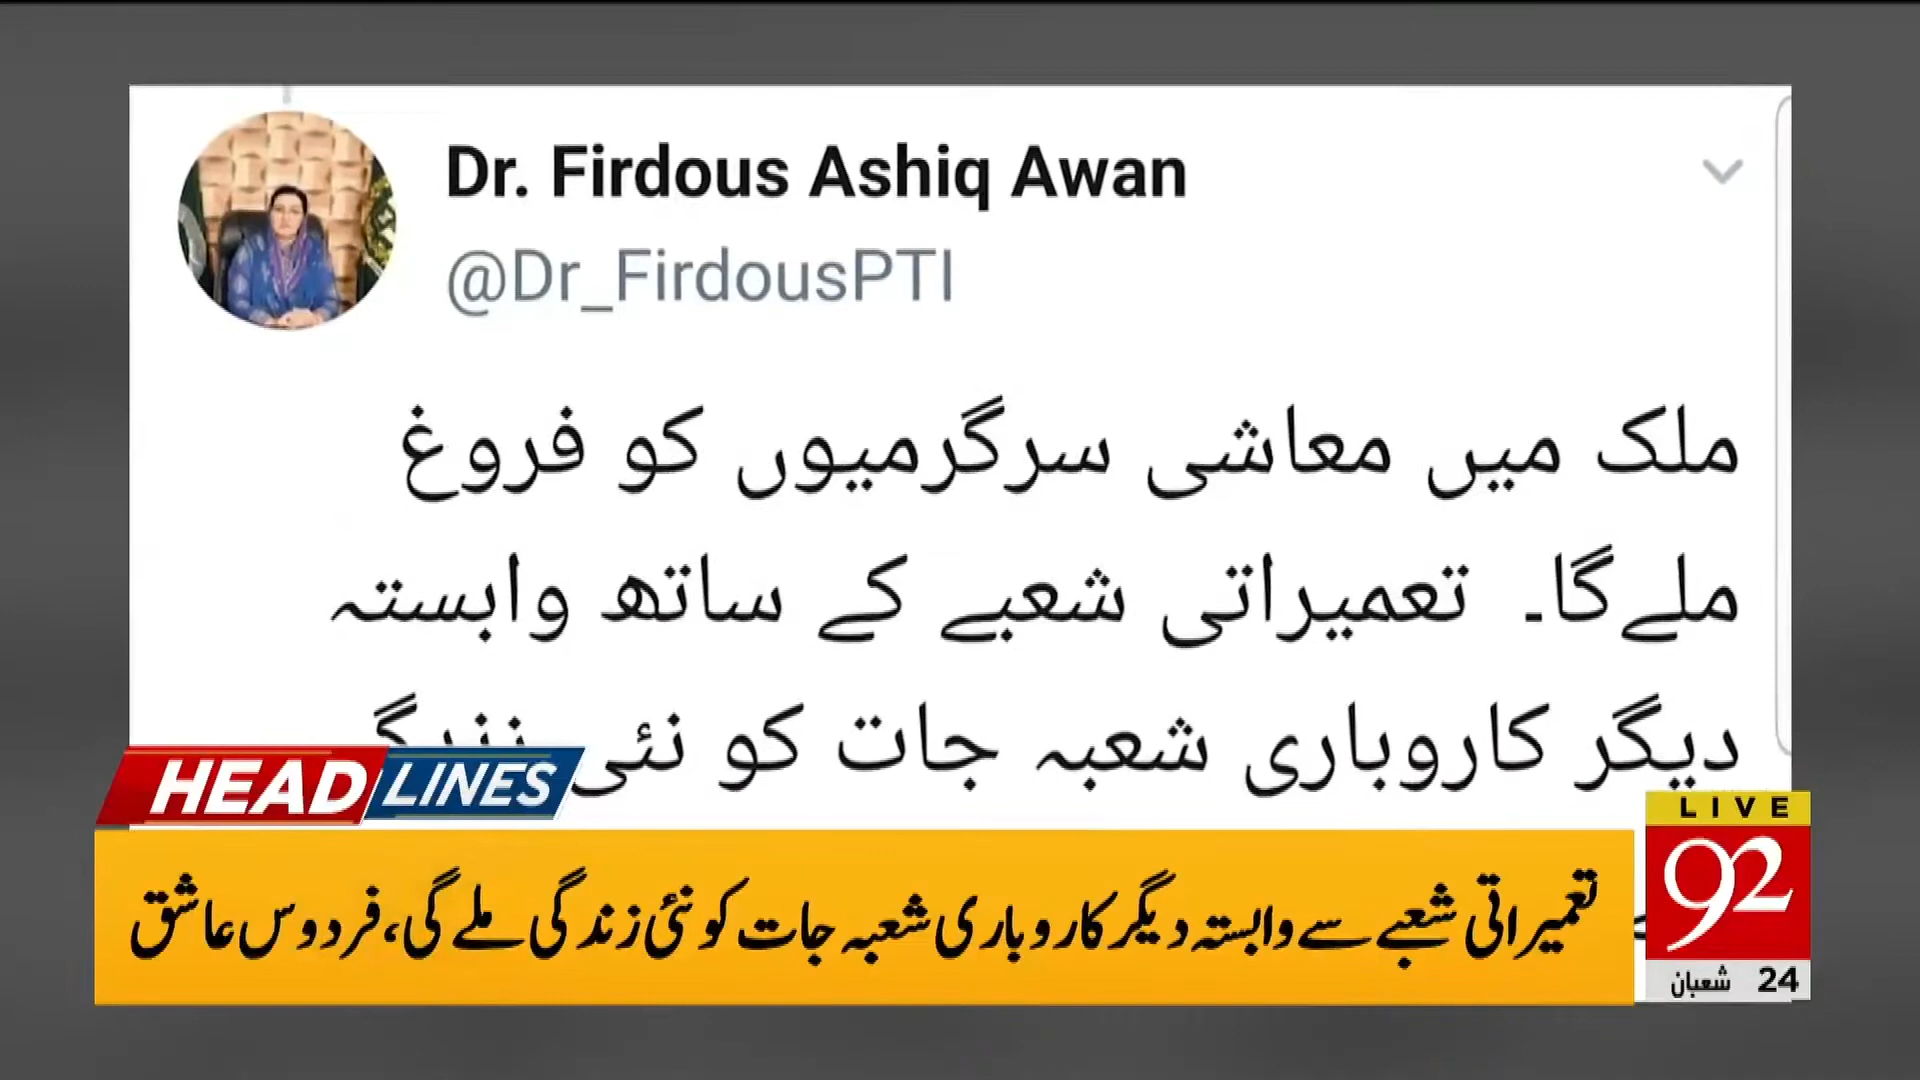 Dr. Firdous Ashiq Awan
@Dr_FirdousPTI
ملک میں معاشی سرگرمیوں کو فروغ
ملے گا۔ تعمیراتی شعبے کے ساتھ وابستہ
دیگر کاروباری شعبہ جات کو نئی
HEADLINES
تعمیراتی شعبے سے وابستہ دیگر کاروباری شعبہ جات کو نئی زندگی ملے گی، فردوس عاشق
LIVE
92
24 شعبان